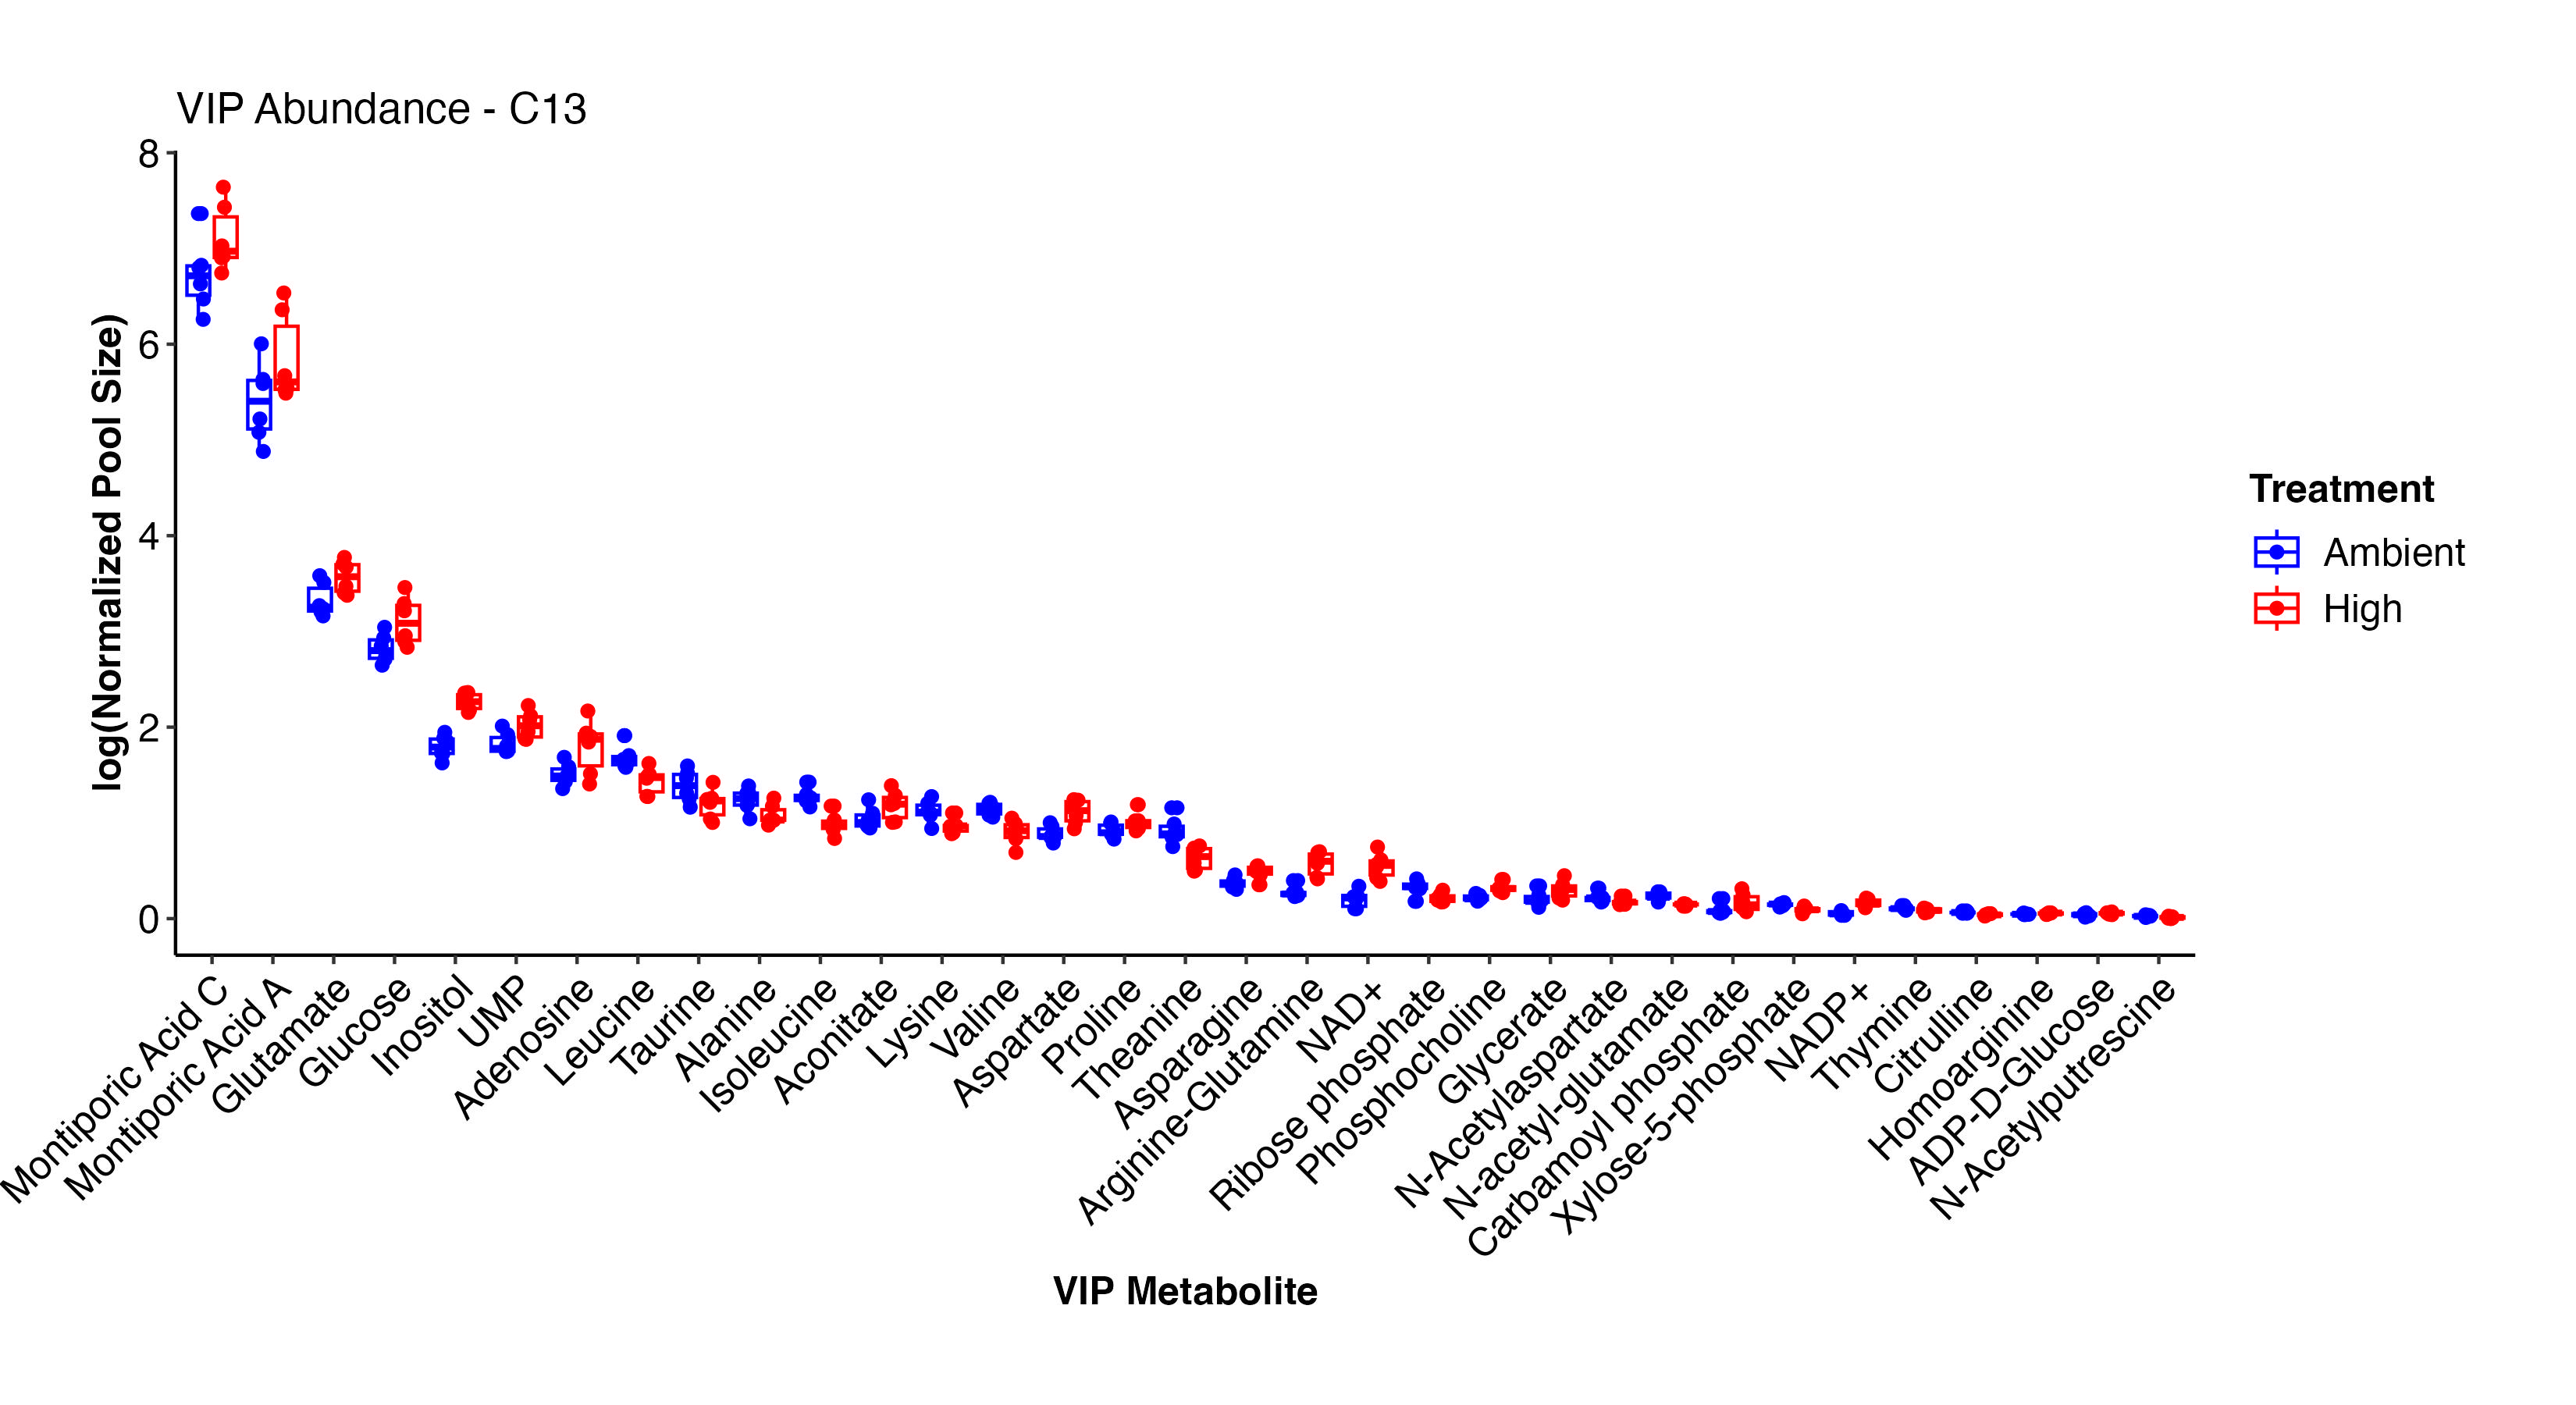 VIP Abundance - C13
log(Normalized Pool Size)
8
6
4
2
0
Montiporic Acid C
Montiporic Acid A
Glutamate
Glucose
Inositol
UMP
Adenosine
Leucine
Taurine
Alanine
Isoleucine
Aconitate
Lysine
Valine
Aspartate
Proline
Theanine
Asparagine
Arginine-Glutamine
NAD+
Ribose phosphate
Phosphocholine
Glycerate
N-Acetylaspartate
N-acetyl-glutamate
Carbamoyl phosphate
Xylose-5-phosphate
NADP+
Thymine
Citrulline
Homoarginine
ADP-D-Glucose
N-Acetylputrescine
VIP Metabolite
Treatment
Ambient
High